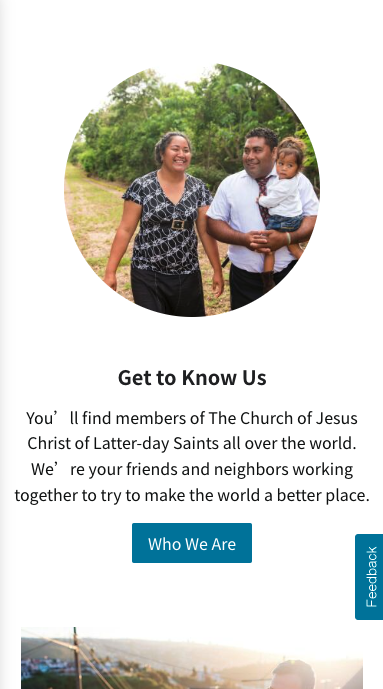 Get to Know Us
You’ll find members of The Church of Jesus
Christ of Latter-day Saints all over the world.
We’re your friends and neighbors working
together to try to make the world a better place.
Who We Are
Feedback